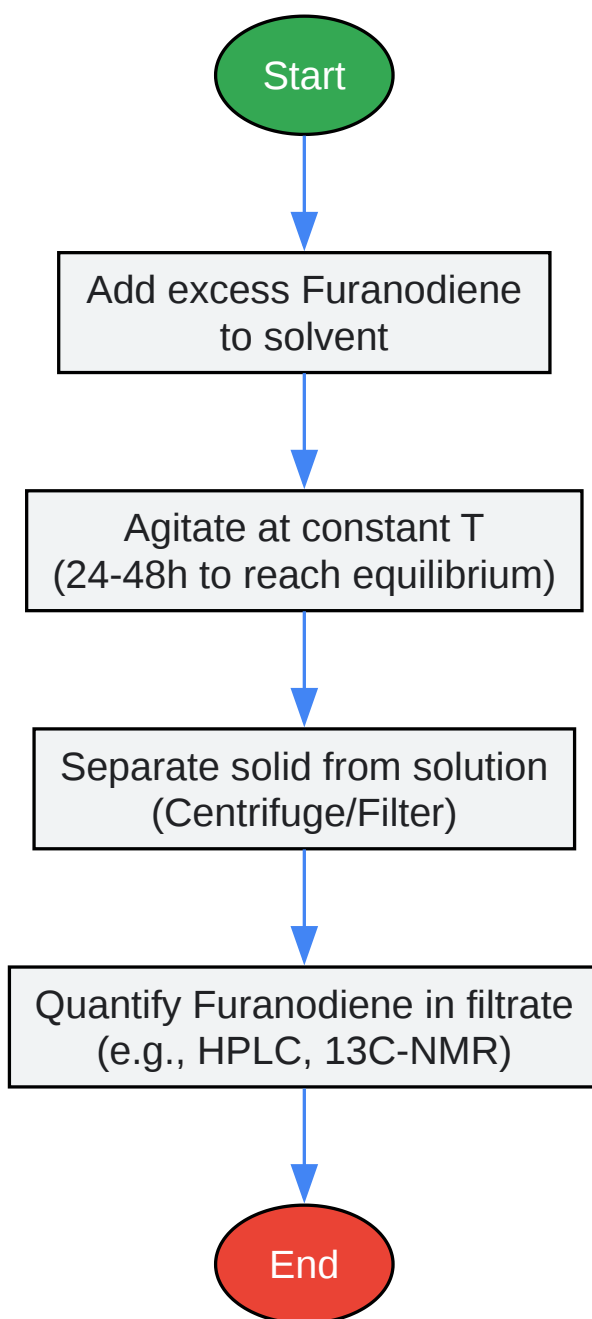 Start
Add excess Furanodiene
to solvent
Agitate at constant T
(24-48h to reach equilibrium)
Separate solid from solution
(Centrifuge/Filter)
Quantify Furanodiene in filtrate
(e.g., HPLC, 13C-NMR)
End